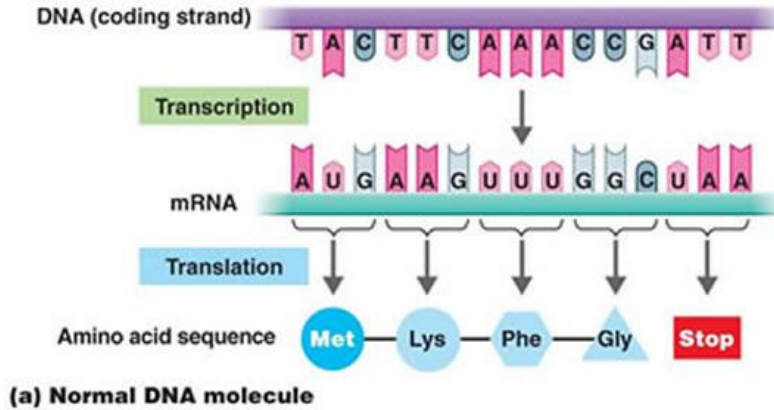 DNA (coding strand)
T A C T T C A A A C C G A T T
Transcription
A U G A A G U U U G G C U A A
mRNA
Translation
Amino acid sequence Met Lys Phe Gly Stop
(a) Normal DNA molecule